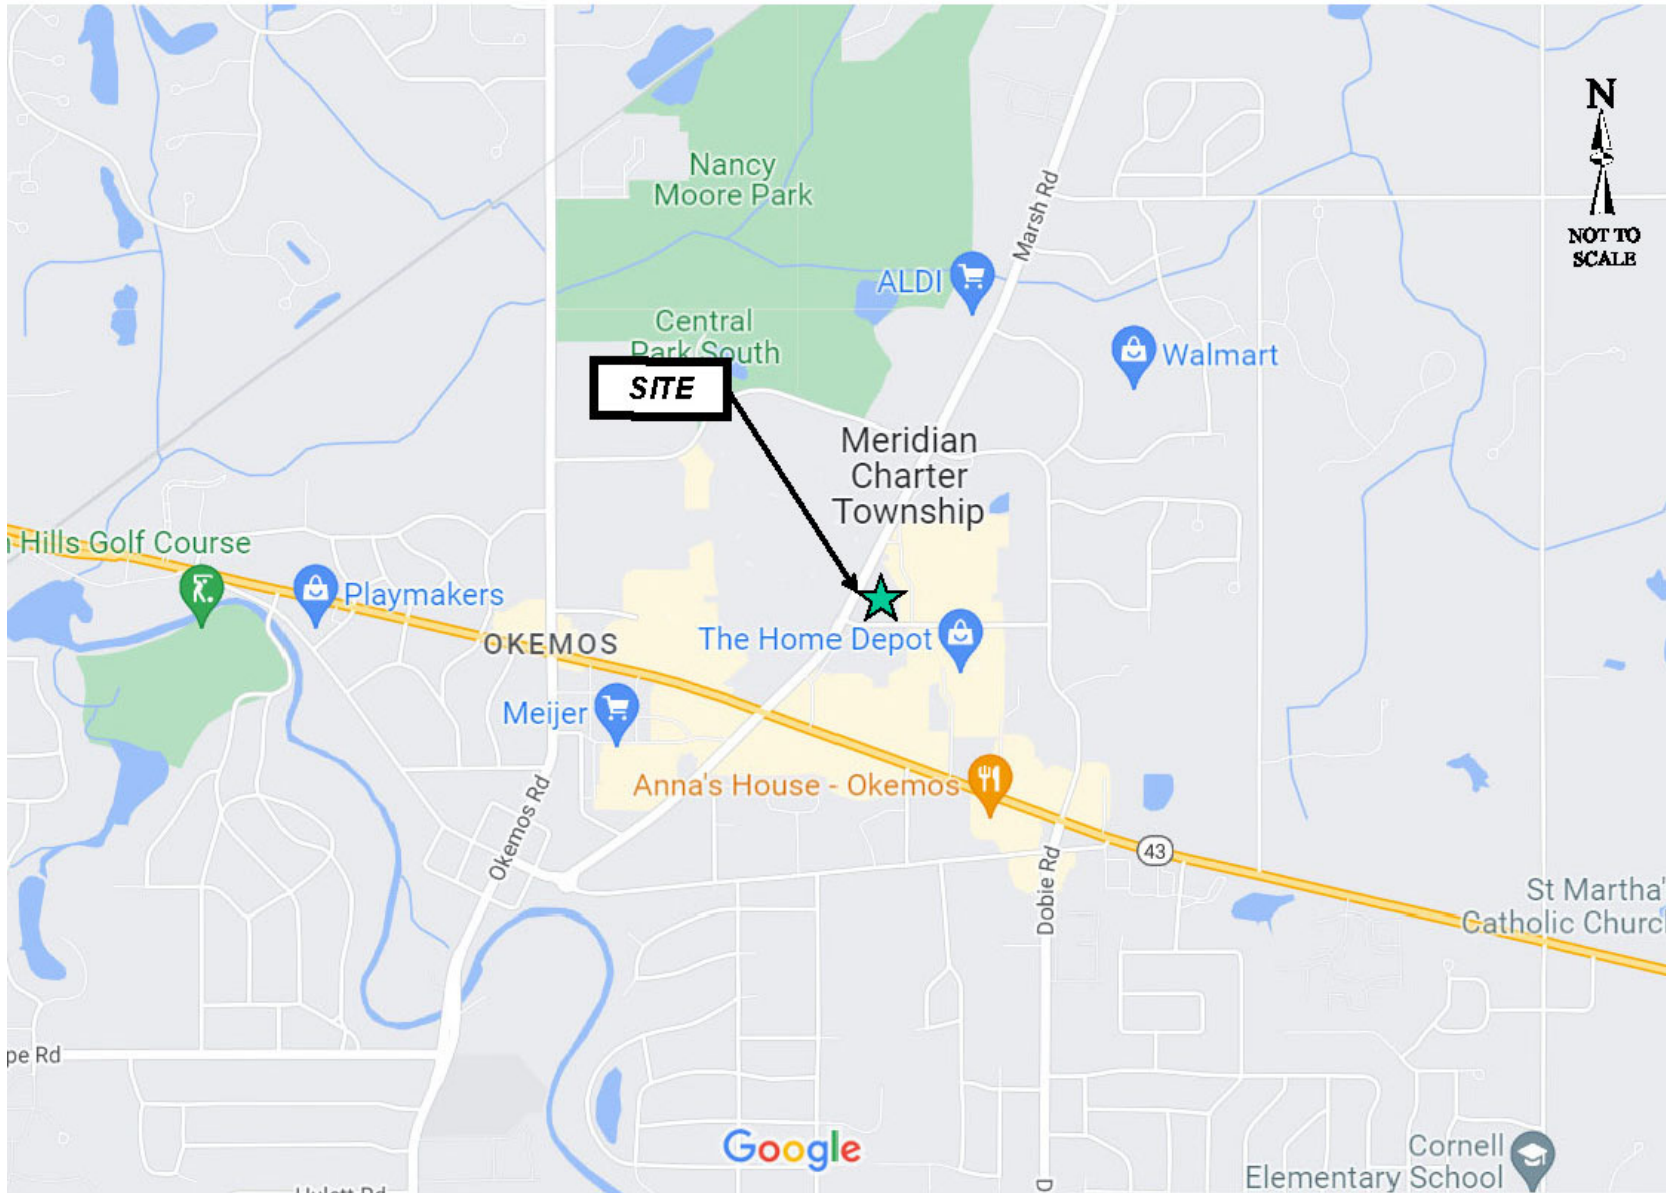 N
NOT TO
SCALE
Nancy
Moore Park
Marsh Rd
ALDI
Central
Park South
Walmart
SITE
Meridian
Charter
Township
Hills Golf Course
Playmakers
OKEMOS
The Home Depot
Meijer
Anna's House - Okemos
Okemos Rd
43
Dobie Rd
St Martha'
Catholic Churc
pe Rd
Google
Cornell
Elementary School
D
Hulett Rd